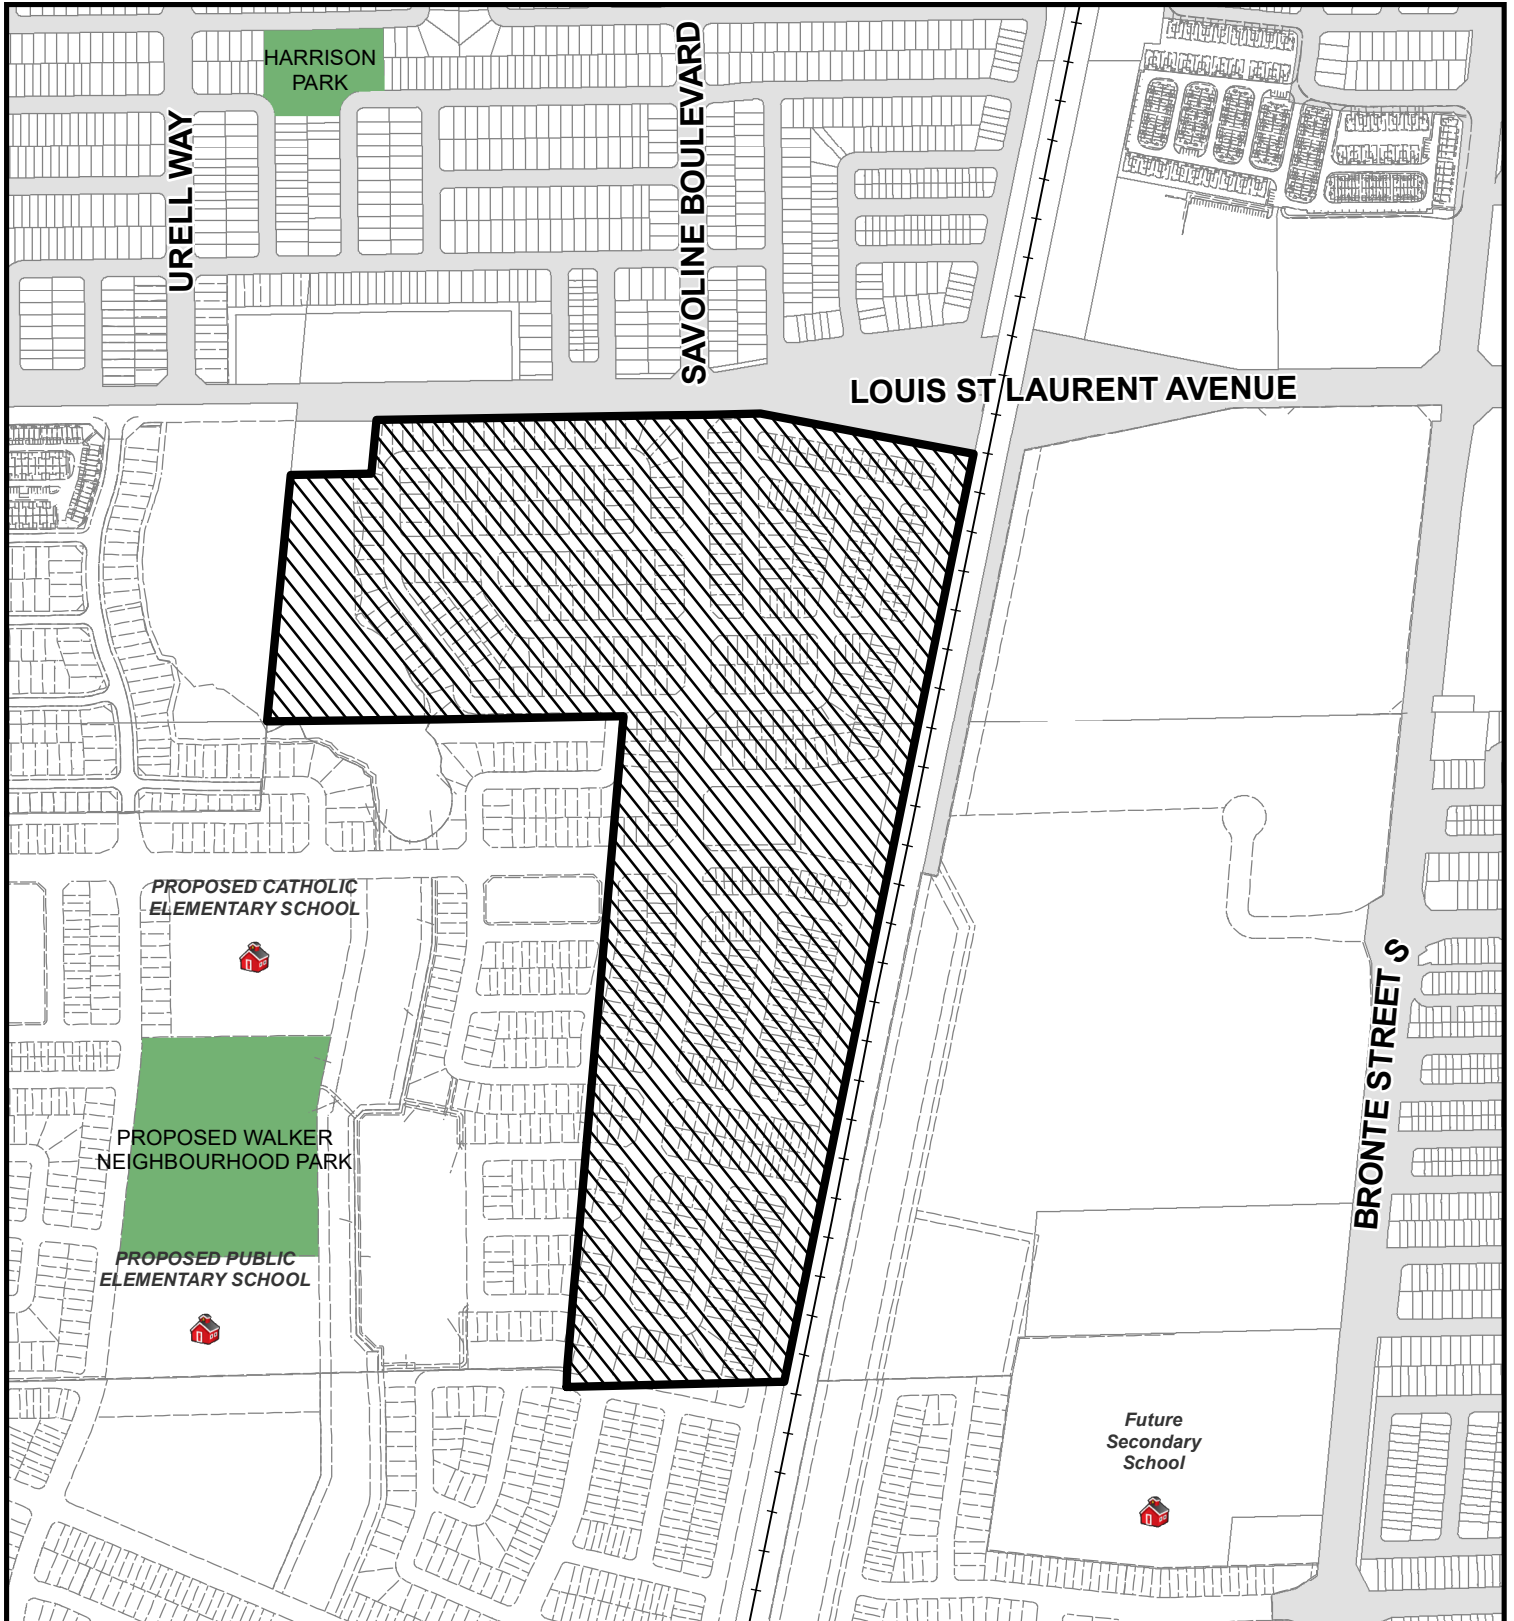 HARRISON
PARK
URELL WAY
SAVOLINE BOULEVARD
LOUIS ST LAURENT AVENUE
PROPOSED CATHOLIC
ELEMENTARY SCHOOL
BRONTE STREET S
PROPOSED WALKER
NEIGHBOURHOOD PARK
PROPOSED PUBLIC
ELEMENTARY SCHOOL
Future
Secondary
School